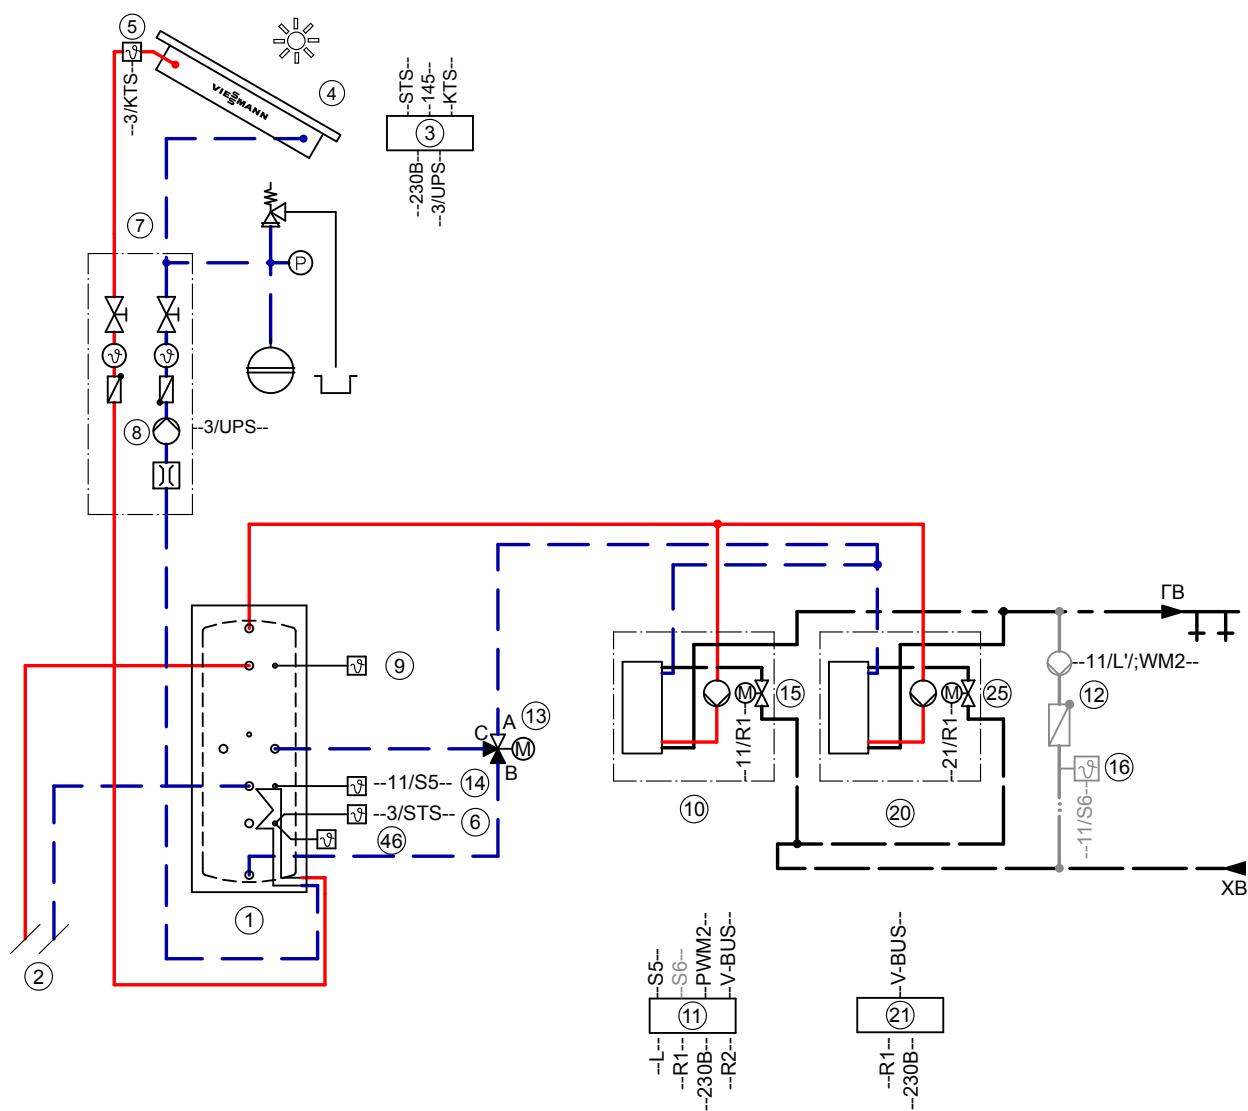 5
--3/KTS--
VIESMANN
4
STS--
145--
KTS--
3
--230B
--3/UPS
7
P
8
--3/UPS--
9
C
A
13
M
B
--11/S5--
14
--3/STS--
6
46
1
2
ГВ
M
15
--11/R1--
10
M
25
--21/R1--
20
--11/L'/;WM2--
12
16
--11/S6--
ХВ
S5--
S6--
PWM2--
V-BUS--
11
--L--
--R1--
--230B--
--R2--
V-BUS--
21
--R1--
--230B--